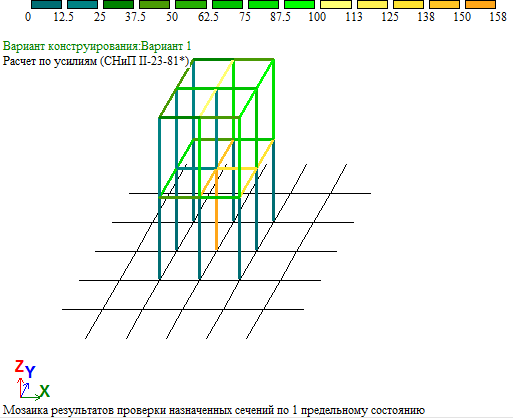 0 12.5 25 37.5 50 62.5 75 87.5 100 113 125 138 150 158
Вариант конструирования:Вариант 1
Расчет по усилиям (СНиП II-23-81*)
Z
Y
X
Мозаика результатов проверки назначенных сечений по 1 предельному состоянию